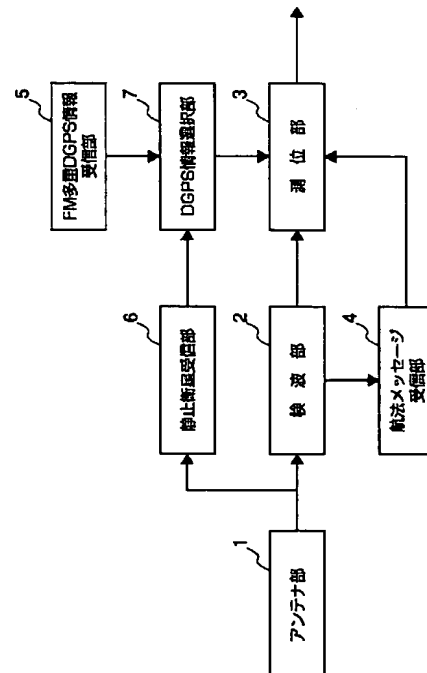 5
FM多重DGPS情報
受信部
7
DGPS情報選択部
3
測 位 部
6
静止衛星受信部
2
検 波 部
4
航法メッセージ
受信部
1
アンテナ部